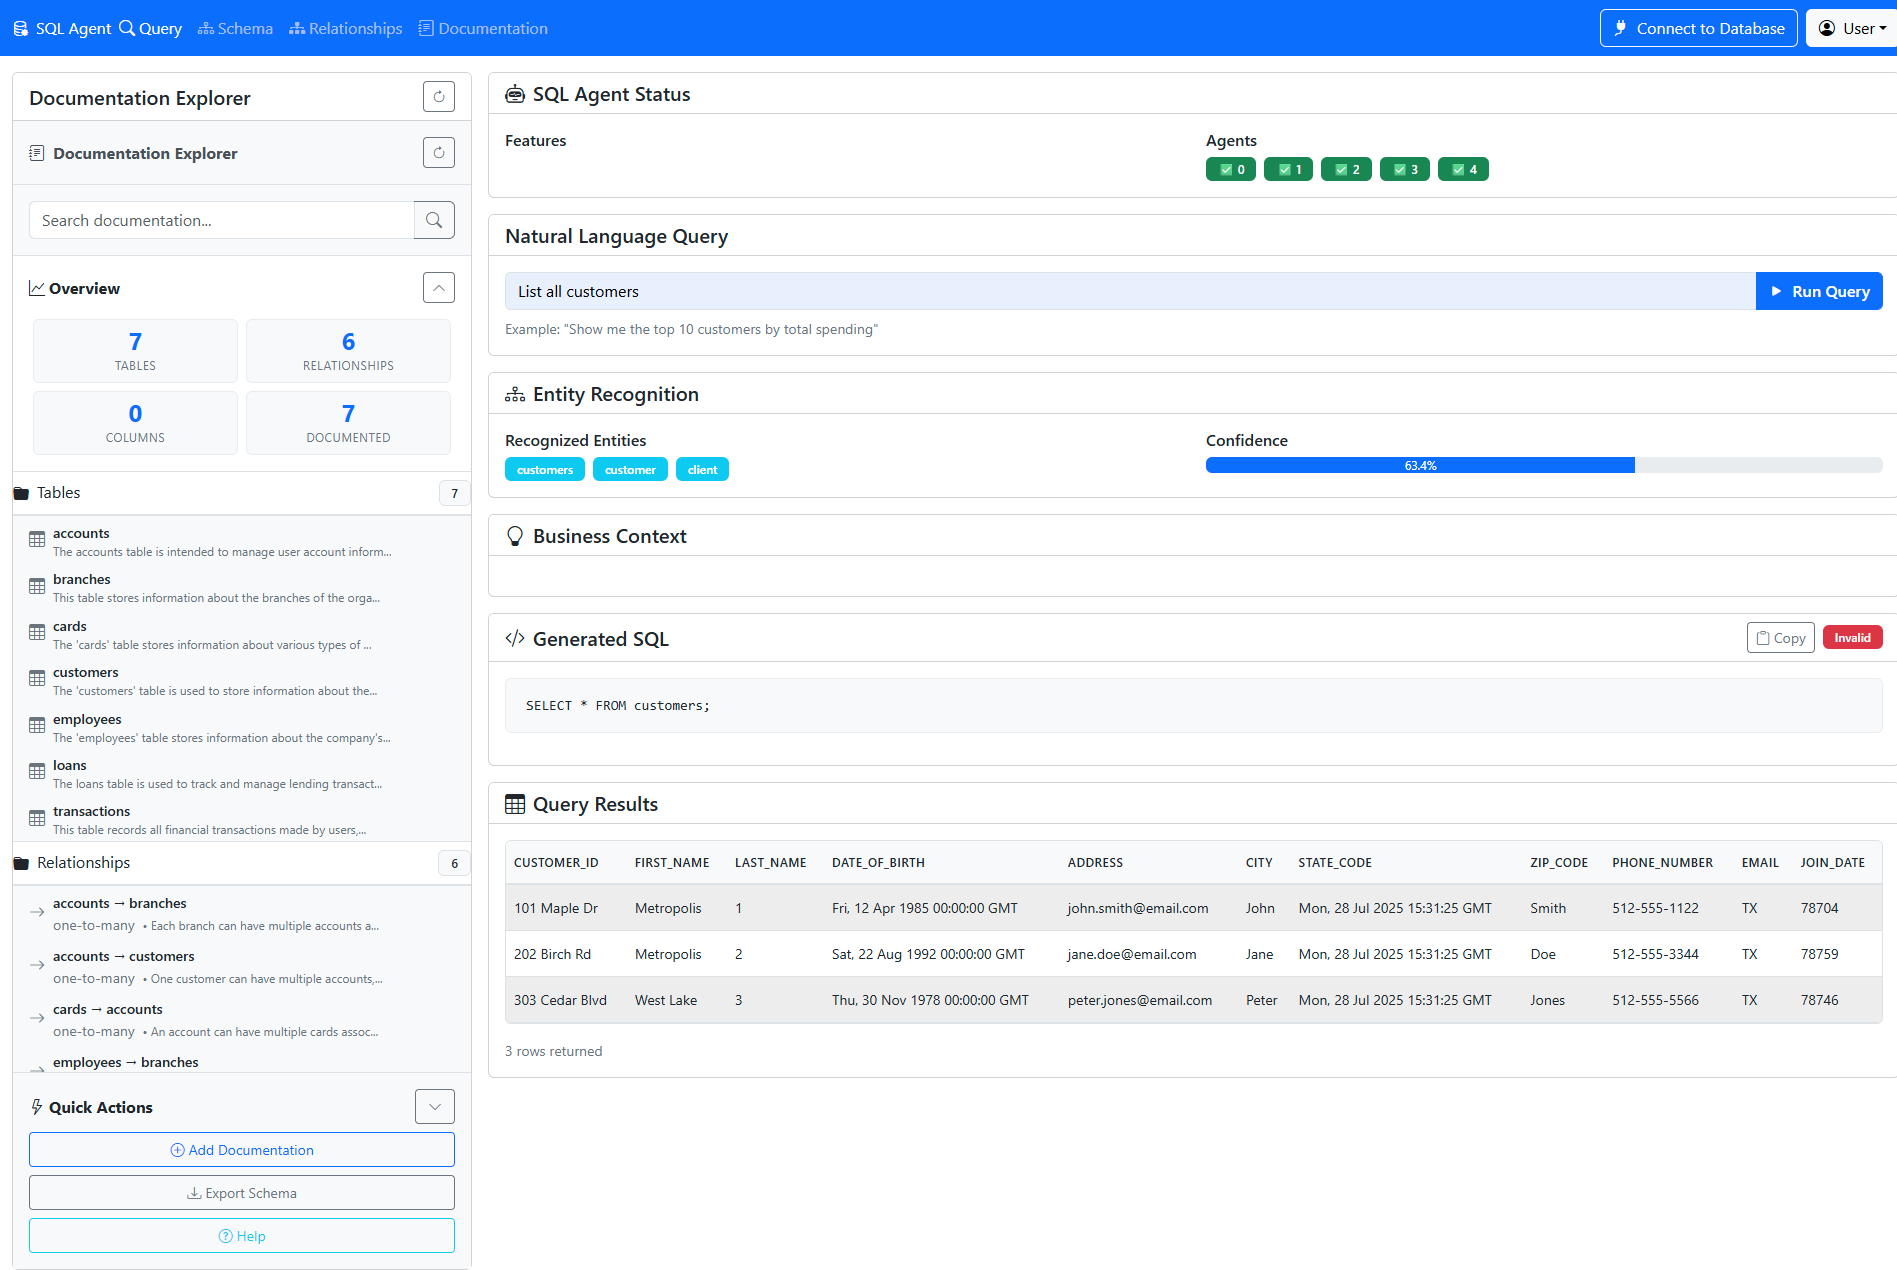 SQL Agent Query Schema Relationships Documentation Connect to Database User
Documentation Explorer
Documentation Explorer
Search documentation...
Overview
7
TABLES
6
RELATIONSHIPS
0
COLUMNS
7
DOCUMENTED
Tables 7
accounts
The accounts table is intended to manage user account inform...
branches
This table stores information about the branches of the orga...
cards
The 'cards' table stores information about various types of ...
customers
The 'customers' table is used to store information about the...
employees
The 'employees' table stores information about the company's...
loans
The loans table is used to track and manage lending transact...
transactions
This table records all financial transactions made by users,...
Relationships 6
accounts → branches
one-to-many • Each branch can have multiple accounts a...
accounts → customers
one-to-many • One customer can have multiple accounts,...
cards → accounts
one-to-many • An account can have multiple cards assoc...
employees → branches
Quick Actions
Add Documentation
Export Schema
Help
SQL Agent Status
Features
Agents
0 1 2 3 4
Natural Language Query
List all customers Run Query
Example: "Show me the top 10 customers by total spending"
Entity Recognition
Recognized Entities
customers customer client
Confidence
63.4%
Business Context
Generated SQL Copy Invalid
SELECT * FROM customers;
Query Results
CUSTOMER_ID FIRST_NAME LAST_NAME DATE_OF_BIRTH ADDRESS CITY STATE_CODE ZIP_CODE PHONE_NUMBER EMAIL JOIN_DATE
101 Maple Dr Metropolis 1 Fri, 12 Apr 1985 00:00:00 GMT john.smith@email.com John Mon, 28 Jul 2025 15:31:25 GMT Smith 512-555-1122 TX 78704
202 Birch Rd Metropolis 2 Sat, 22 Aug 1992 00:00:00 GMT jane.doe@email.com Jane Mon, 28 Jul 2025 15:31:25 GMT Doe 512-555-3344 TX 78759
303 Cedar Blvd West Lake 3 Thu, 30 Nov 1978 00:00:00 GMT peter.jones@email.com Peter Mon, 28 Jul 2025 15:31:25 GMT Jones 512-555-5566 TX 78746
3 rows returned